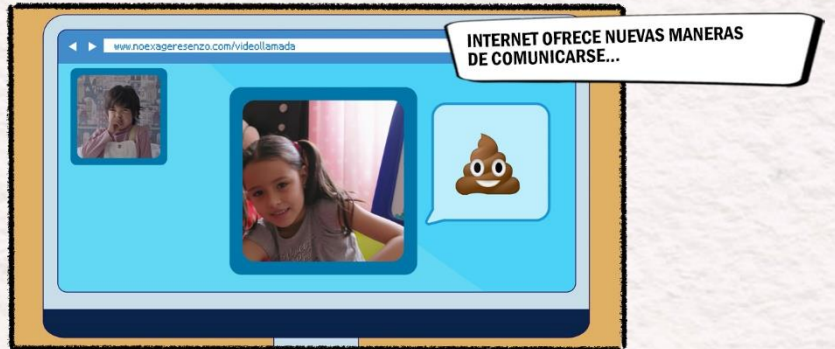 www.noexageresenzo.com/videollamada
INTERNET OFRECE NUEVAS MANERAS
DE COMUNICARSE...